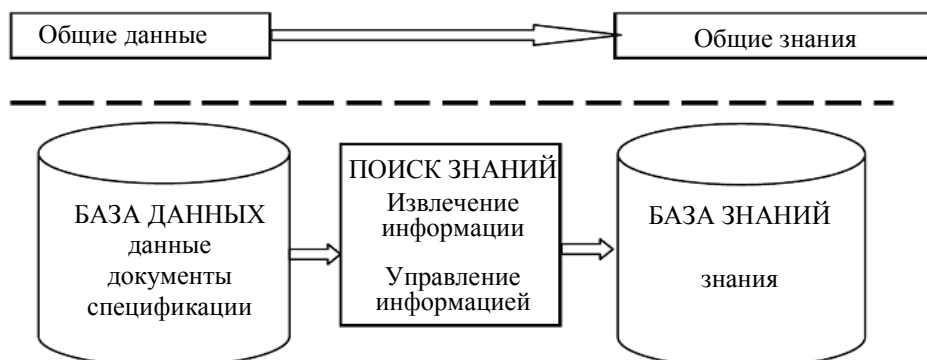 Общие данные
Общие знания
БАЗА ДАННЫХ
данные
документы
спецификации
ПОИСК ЗНАНИЙ
Извлечение
информации
Управление
информацией
БАЗА ЗНАНИЙ
знания